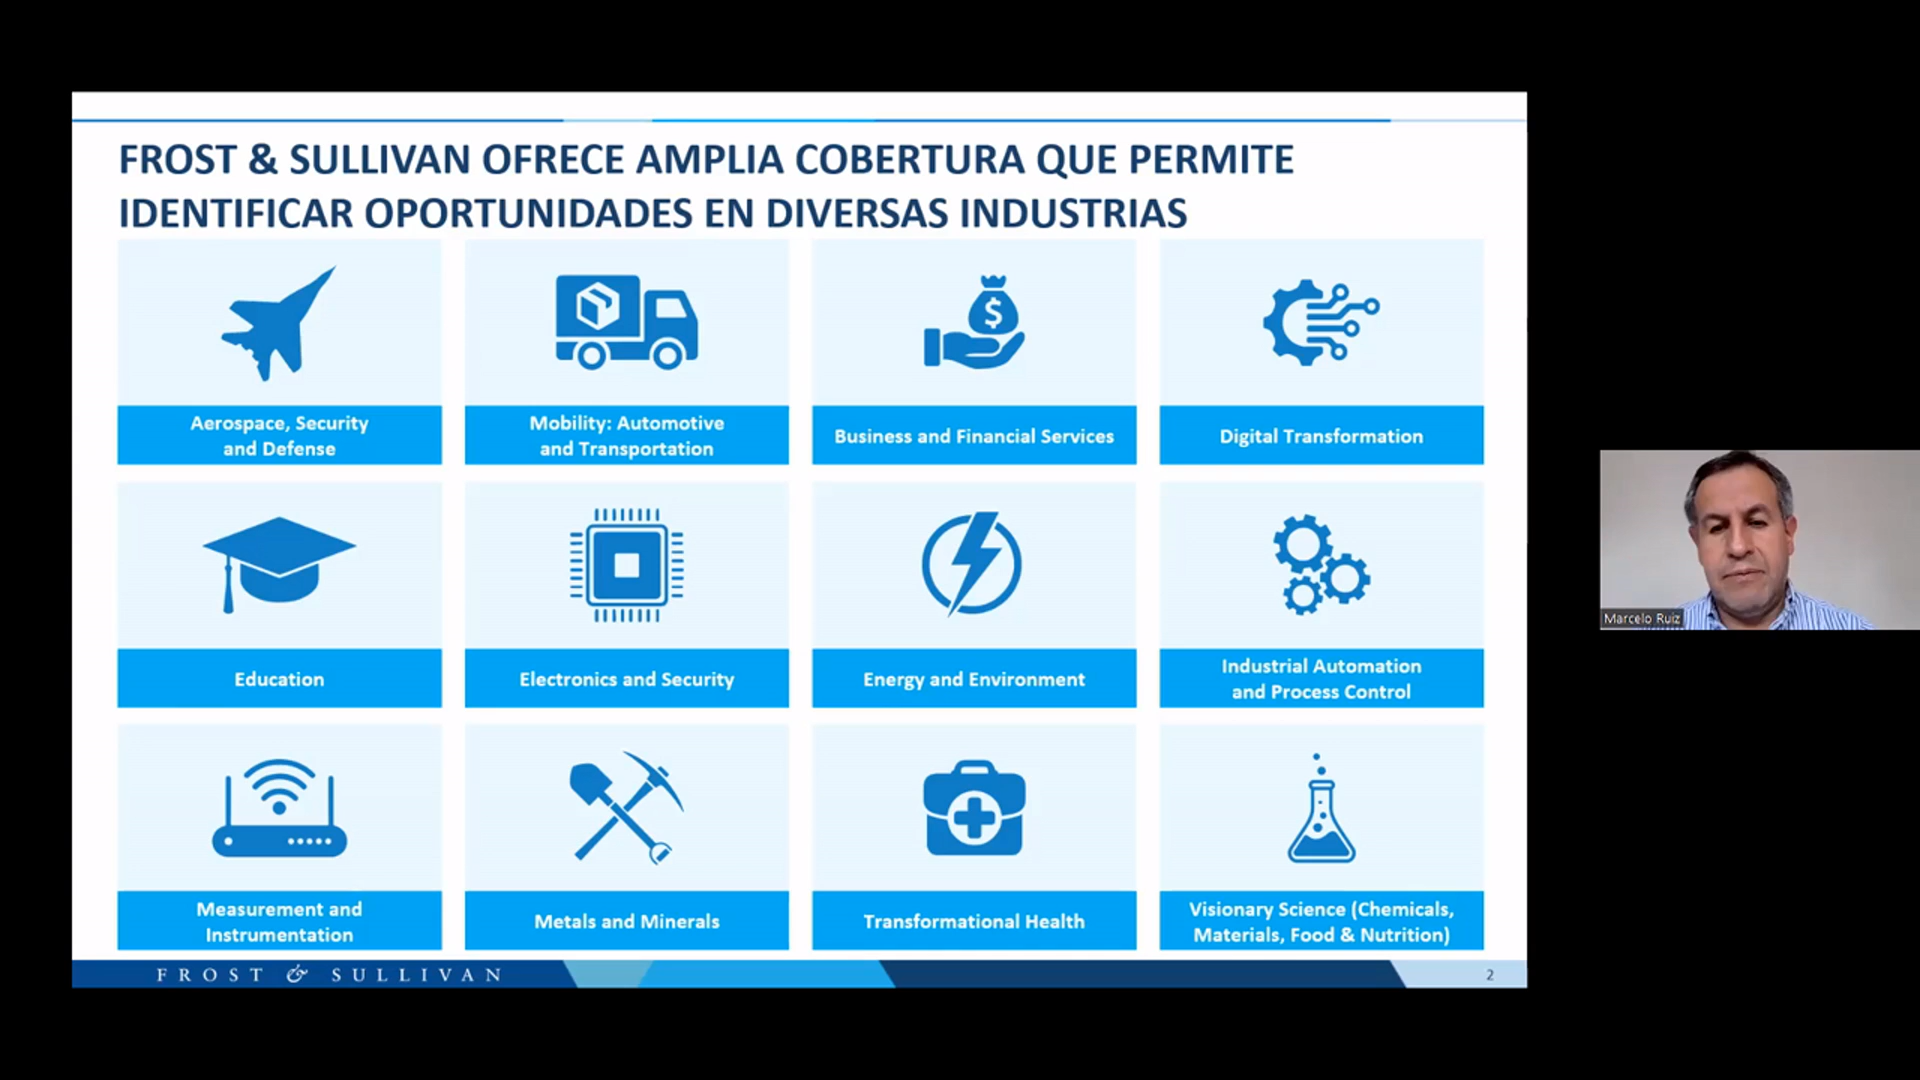 FROST & SULLIVAN OFRECE AMPLIA COBERTURA QUE PERMITE
IDENTIFICAR OPORTUNIDADES EN DIVERSAS INDUSTRIAS
$
Aerospace, Security
and Defense
Mobility: Automotive
and Transportation
Business and Financial Services
Digital Transformation
Education
Electronics and Security
Energy and Environment
Industrial Automation
and Process Control
Measurement and
Instrumentation
Metals and Minerals
Transformational Health
Visionary Science (Chemicals,
Materials, Food & Nutrition)
FROST & SULLIVAN
2
Marcelo Ruiz